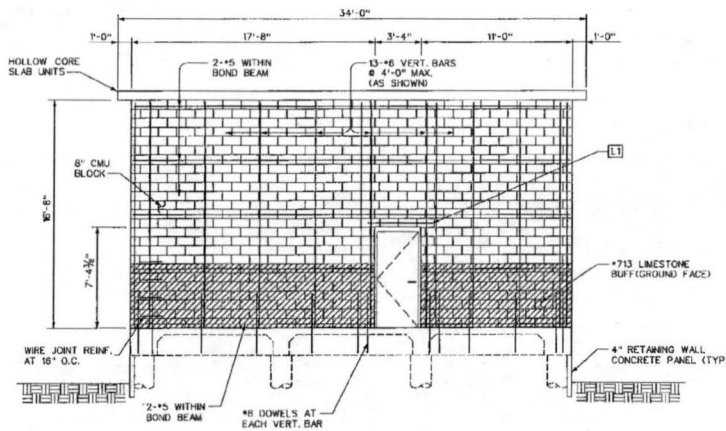 34'-0"
1'-0"
17'-8"
3'-4"
11'-0"
1'-0"
HOLLOW CORE
SLAB UNITS
2-*5 WITHIN
BOND BEAM
13-*6 VERT. BARS
@ 4'-0" MAX.
(AS SHOWN)
8" CMU
BLOCK
L1
16'-8"
7'-4⅜"
*713 LIMESTONE
BUFF(GROUND FACE)
WIRE JOINT REINF.
AT 16" O.C.
4" RETAINING WALL
CONCRETE PANEL (TYP
2-*5 WITHIN
BOND BEAM
*8 DOWELS AT
EACH VERT. BAR